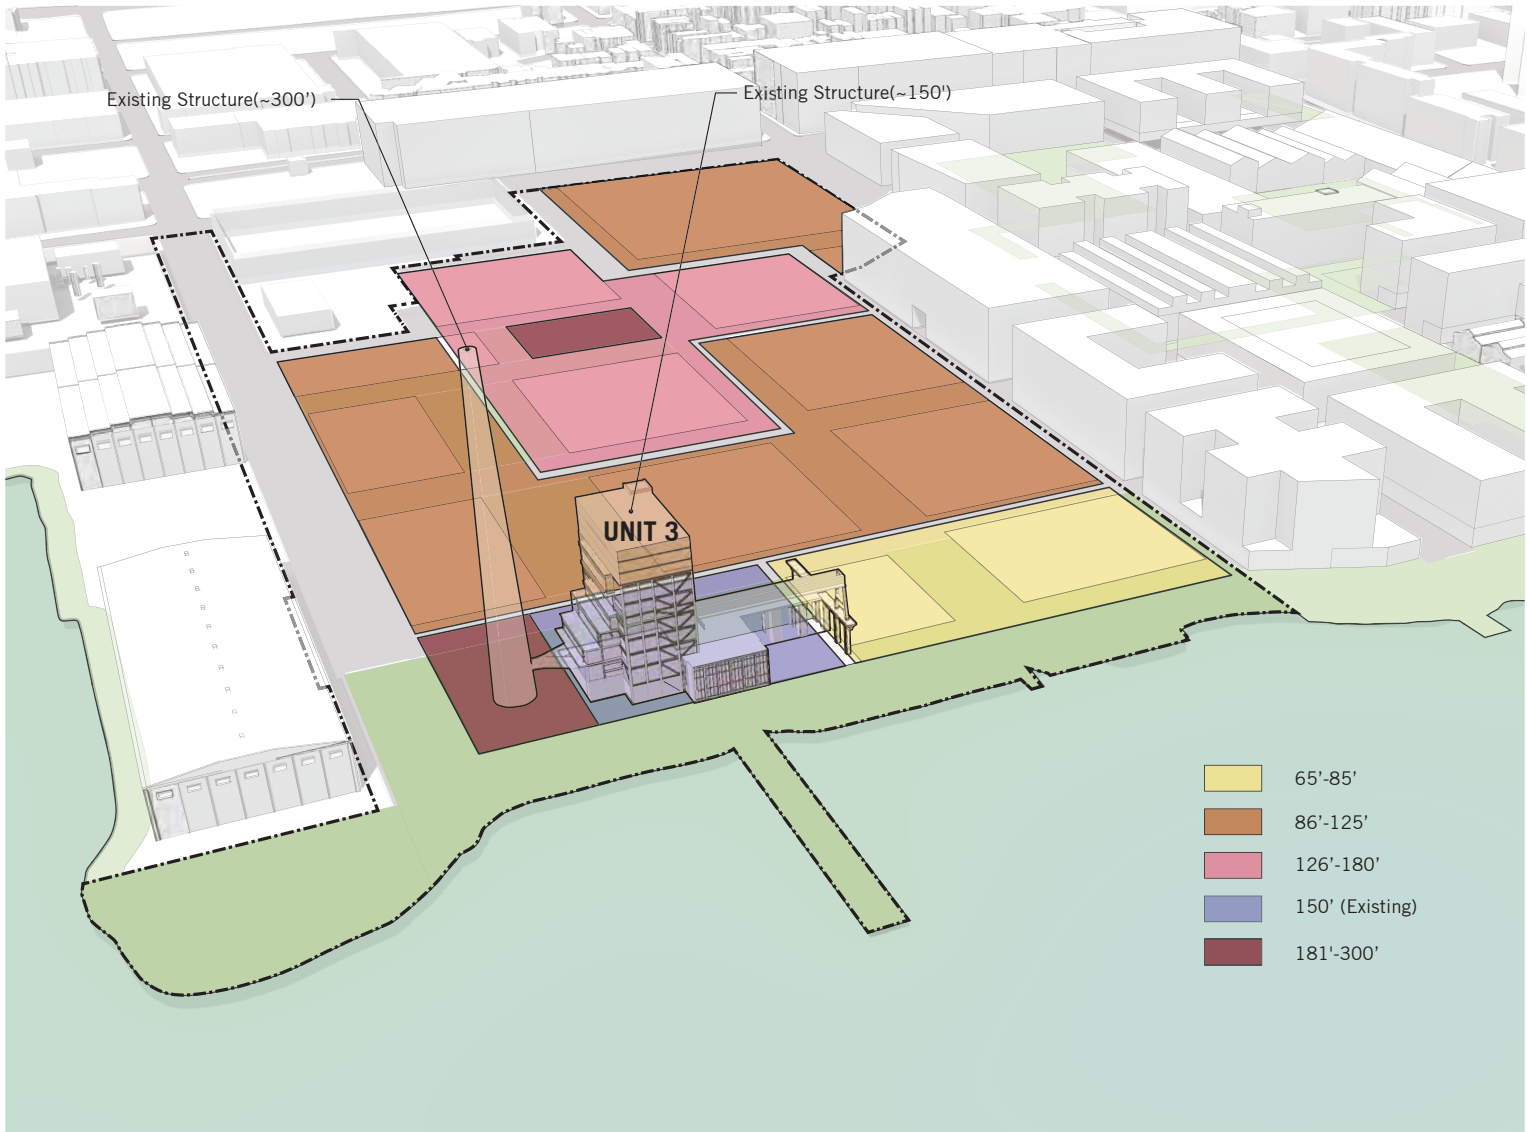 Existing Structure(~300’)
Existing Structure(~150')
UNIT 3
65’-85’
86’-125’
126’-180’
150’ (Existing)
181'-300’